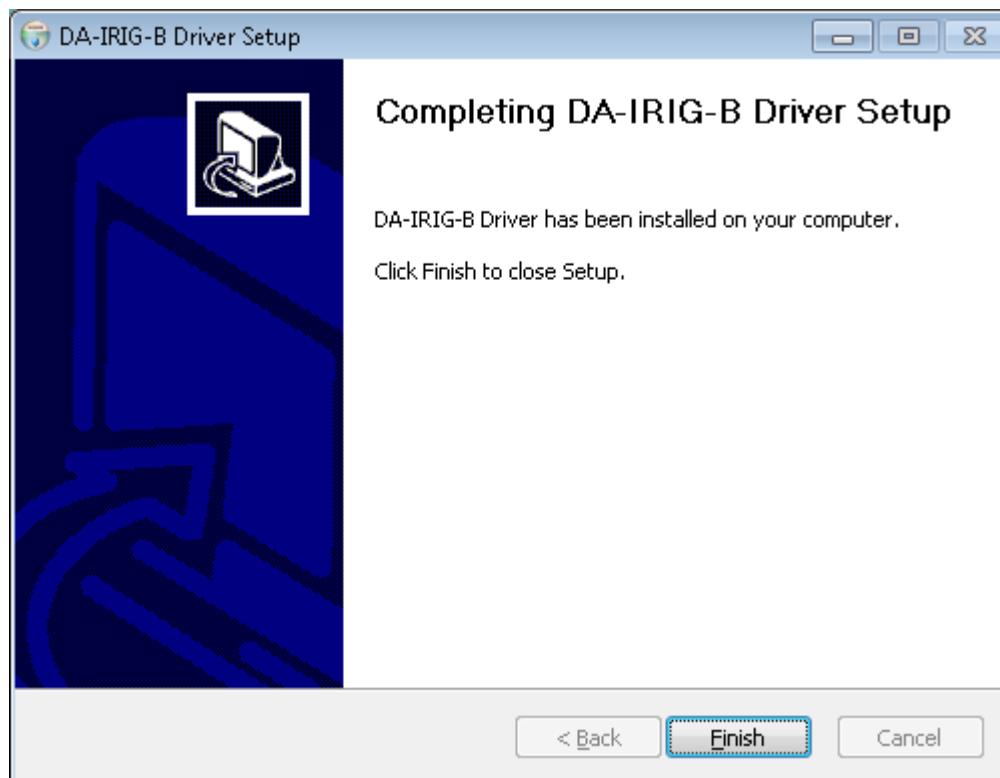 DA-IRIG-B Driver Setup
Completing DA-IRIG-B Driver Setup
DA-IRIG-B Driver has been installed on your computer.
Click Finish to close Setup.
< Back Finish Cancel